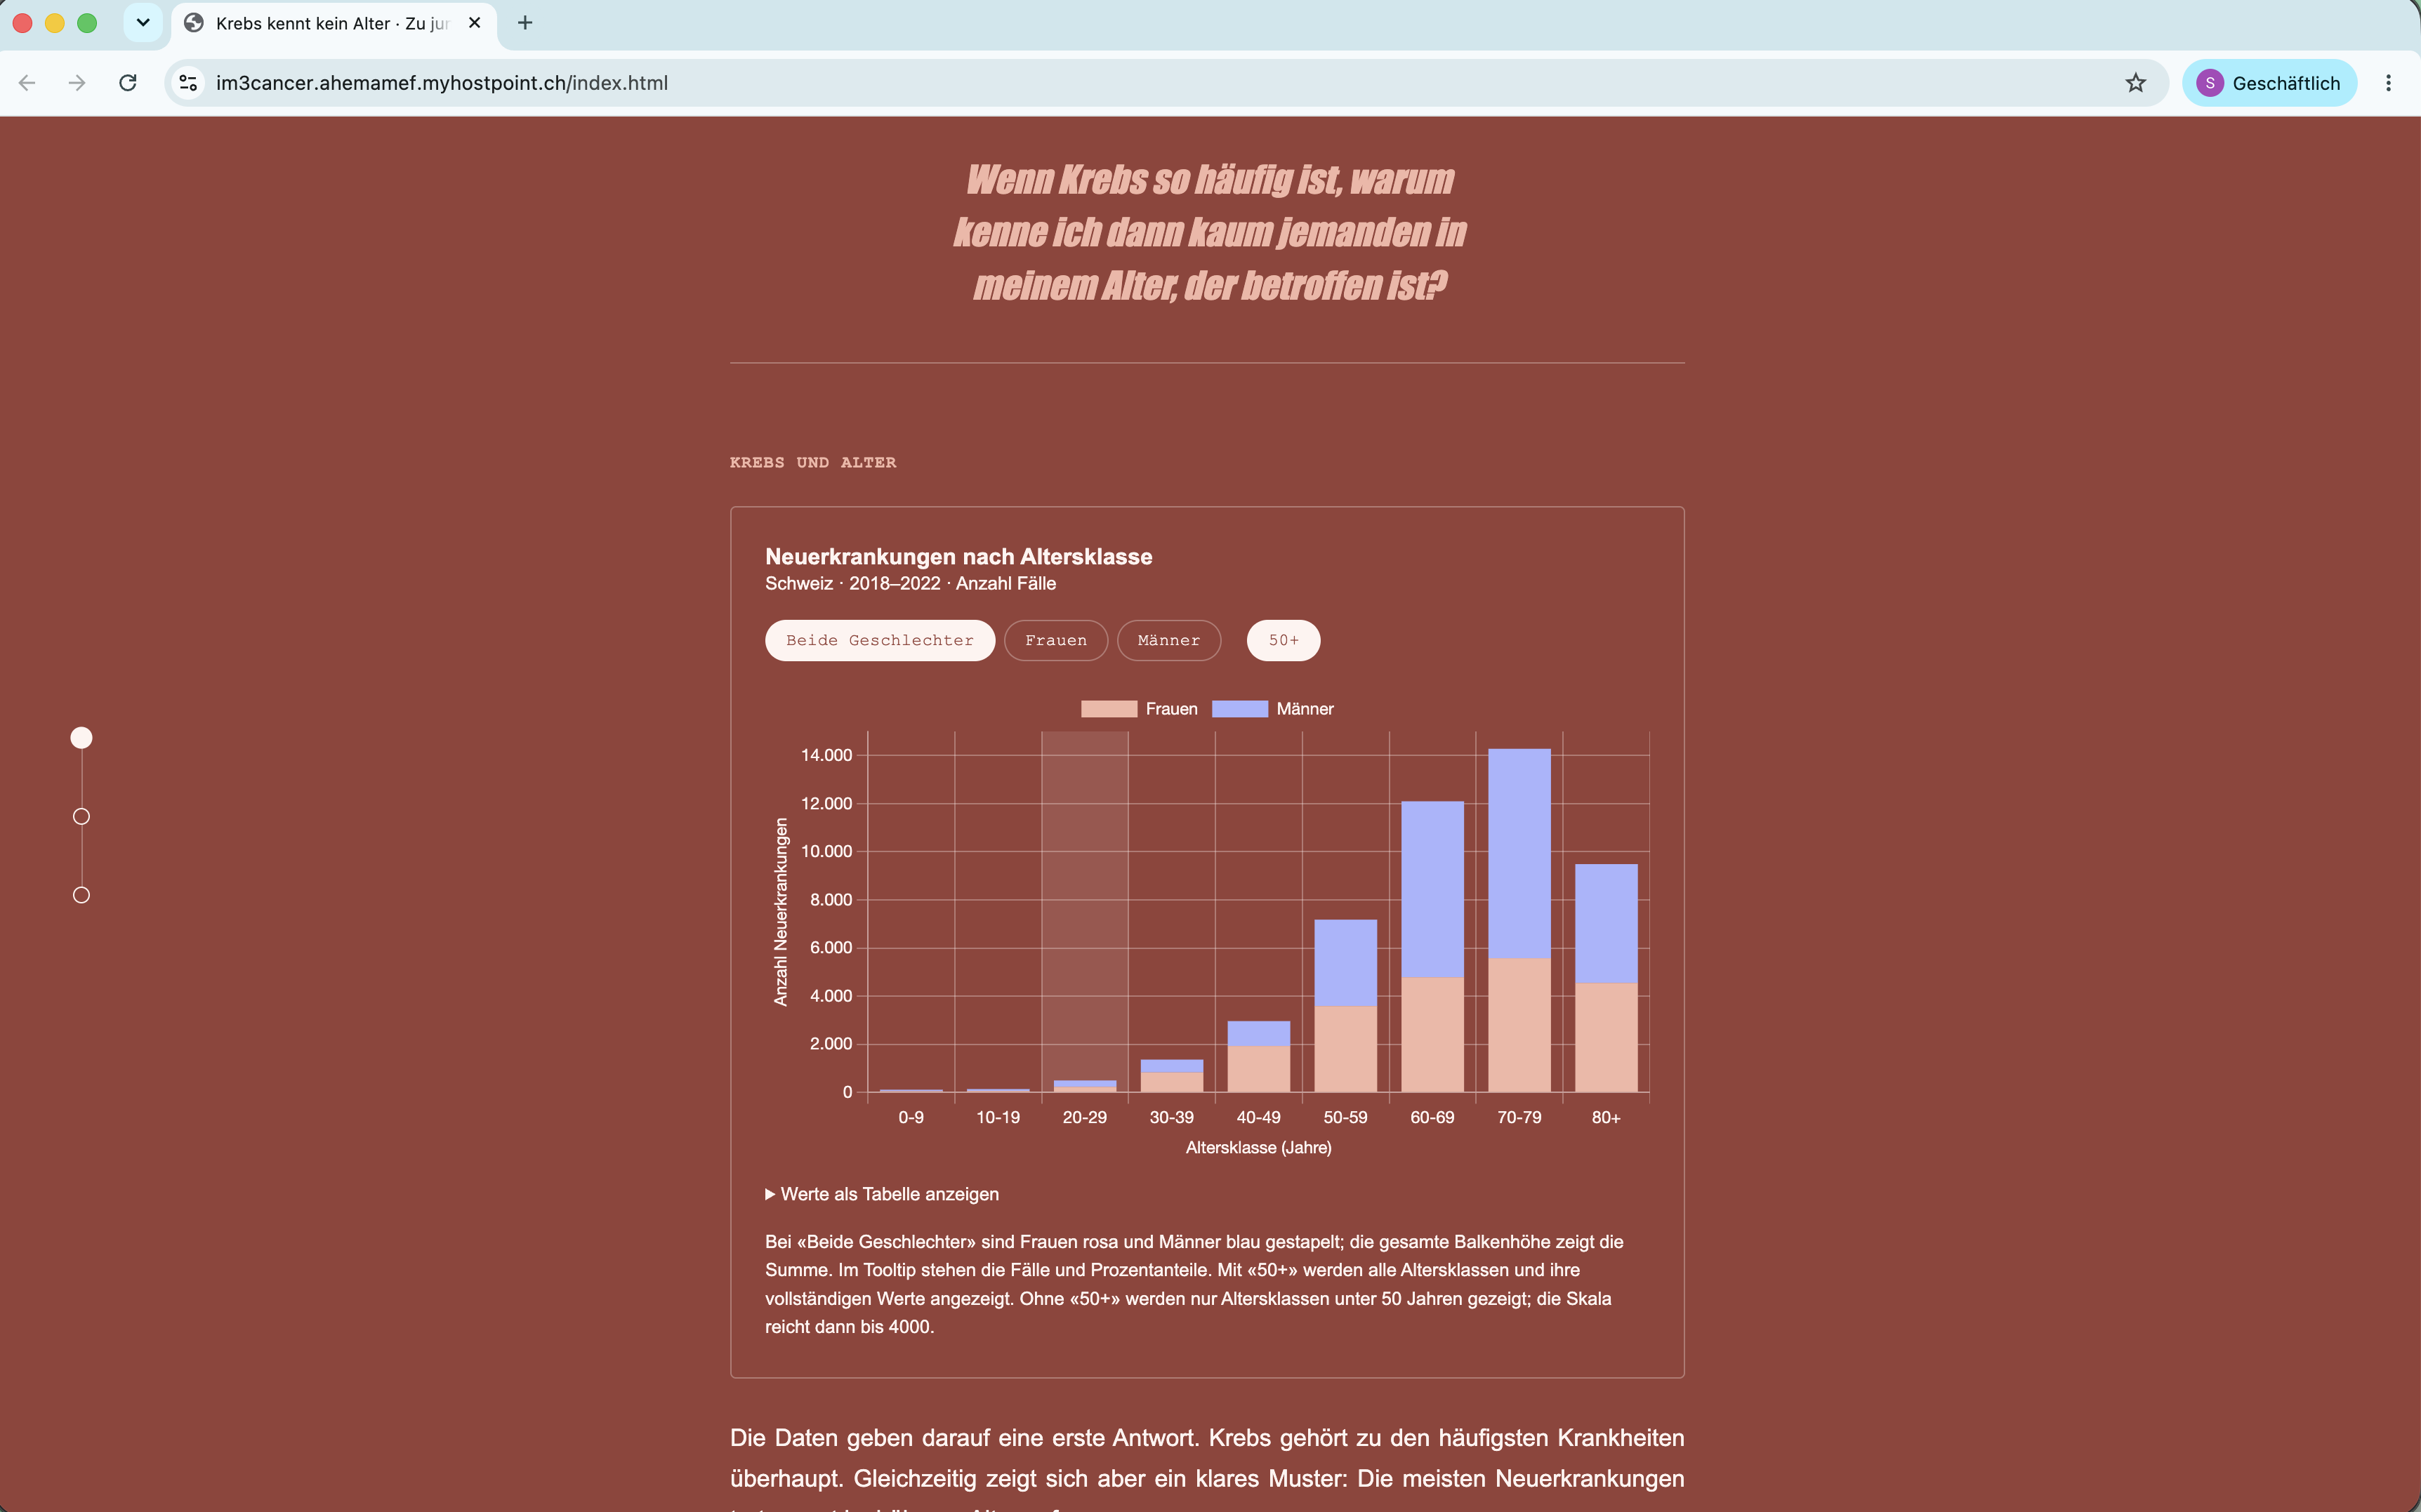 Krebs kennt kein Alter · Zu
im3cancer.ahemamef.myhostpoint.ch/index.html
S Geschäftlich
Wenn Krebs so häufig ist, warum
kenne ich dann kaum jemanden in
meinem Alter, der betroffen ist?
KREBS UND ALTER
Neuerkrankungen nach Altersklasse
Schweiz · 2018–2022 · Anzahl Fälle
Beide Geschlechter Frauen Männer 50+
Frauen Männer
Anzahl Neuerkrankungen
14.000
12.000
10.000
8.000
6.000
4.000
2.000
0
0-9 10-19 20-29 30-39 40-49 50-59 60-69 70-79 80+
Altersklasse (Jahre)
Werte als Tabelle anzeigen
Bei «Beide Geschlechter» sind Frauen rosa und Männer blau gestapelt; die gesamte Balkenhöhe zeigt die
Summe. Im Tooltip stehen die Fälle und Prozentanteile. Mit «50+» werden alle Altersklassen und ihre
vollständigen Werte angezeigt. Ohne «50+» werden nur Altersklassen unter 50 Jahren gezeigt; die Skala
reicht dann bis 4000.
Die Daten geben darauf eine erste Antwort. Krebs gehört zu den häufigsten Krankheiten
überhaupt. Gleichzeitig zeigt sich aber ein klares Muster: Die meisten Neuerkrankungen